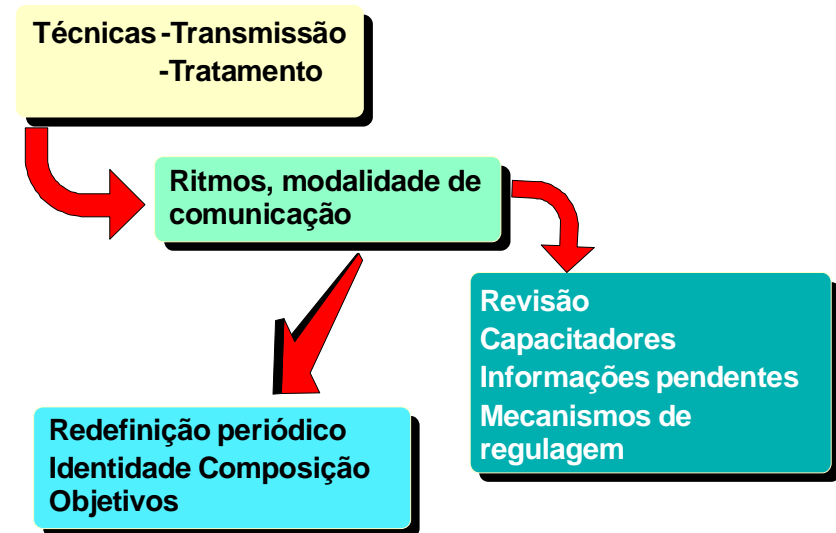 Técnicas -Transmissão
-Tratamento
Ritmos, modalidade de
comunicação
Revisão
Capacitadores
Informações pendentes
Mecanismos de
regulagem
Redefinição periódico
Identidade Composição
Objetivos